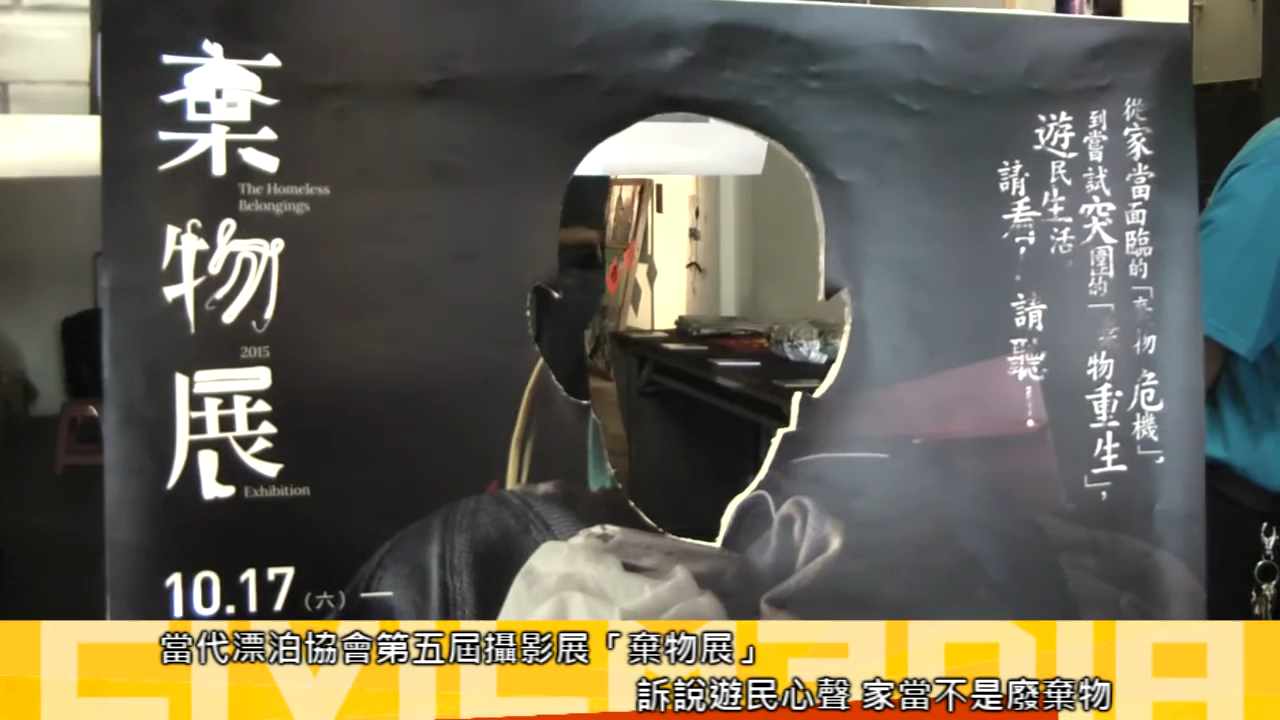 棄物展
The Homeless
Belongings
2015
Exhibition
10.17（六）—
從家當面臨的「棄物危機」，
到嘗試突圍的「棄物重生」，
遊民生活。
請看，
請聽…
當代漂泊協會第五屆攝影展「棄物展」
訴說遊民心聲 家當不是廢棄物